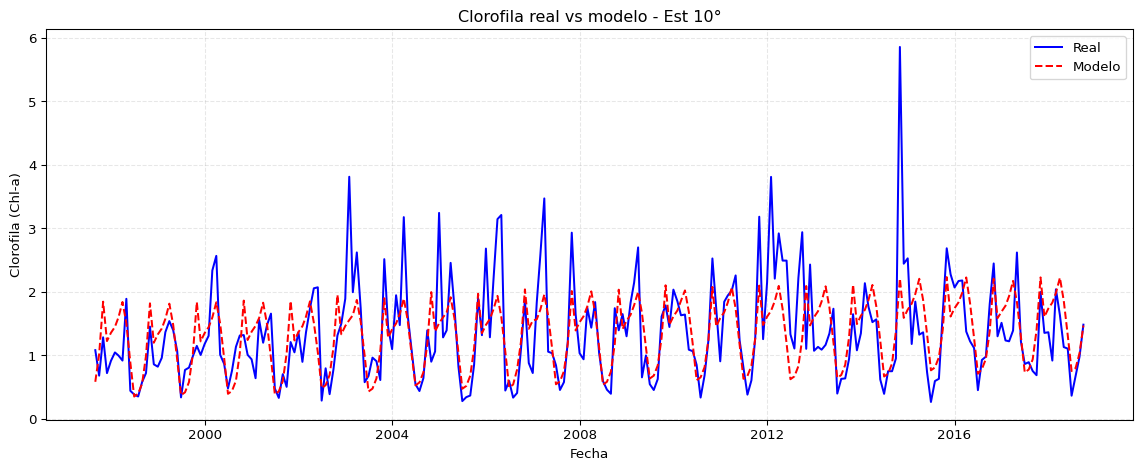 Clorofila real vs modelo - Est 10°
Clorofila (Chl-a)
6
5
4
3
2
1
0
Real
Modelo
2000 2004 2008 2012 2016
Fecha